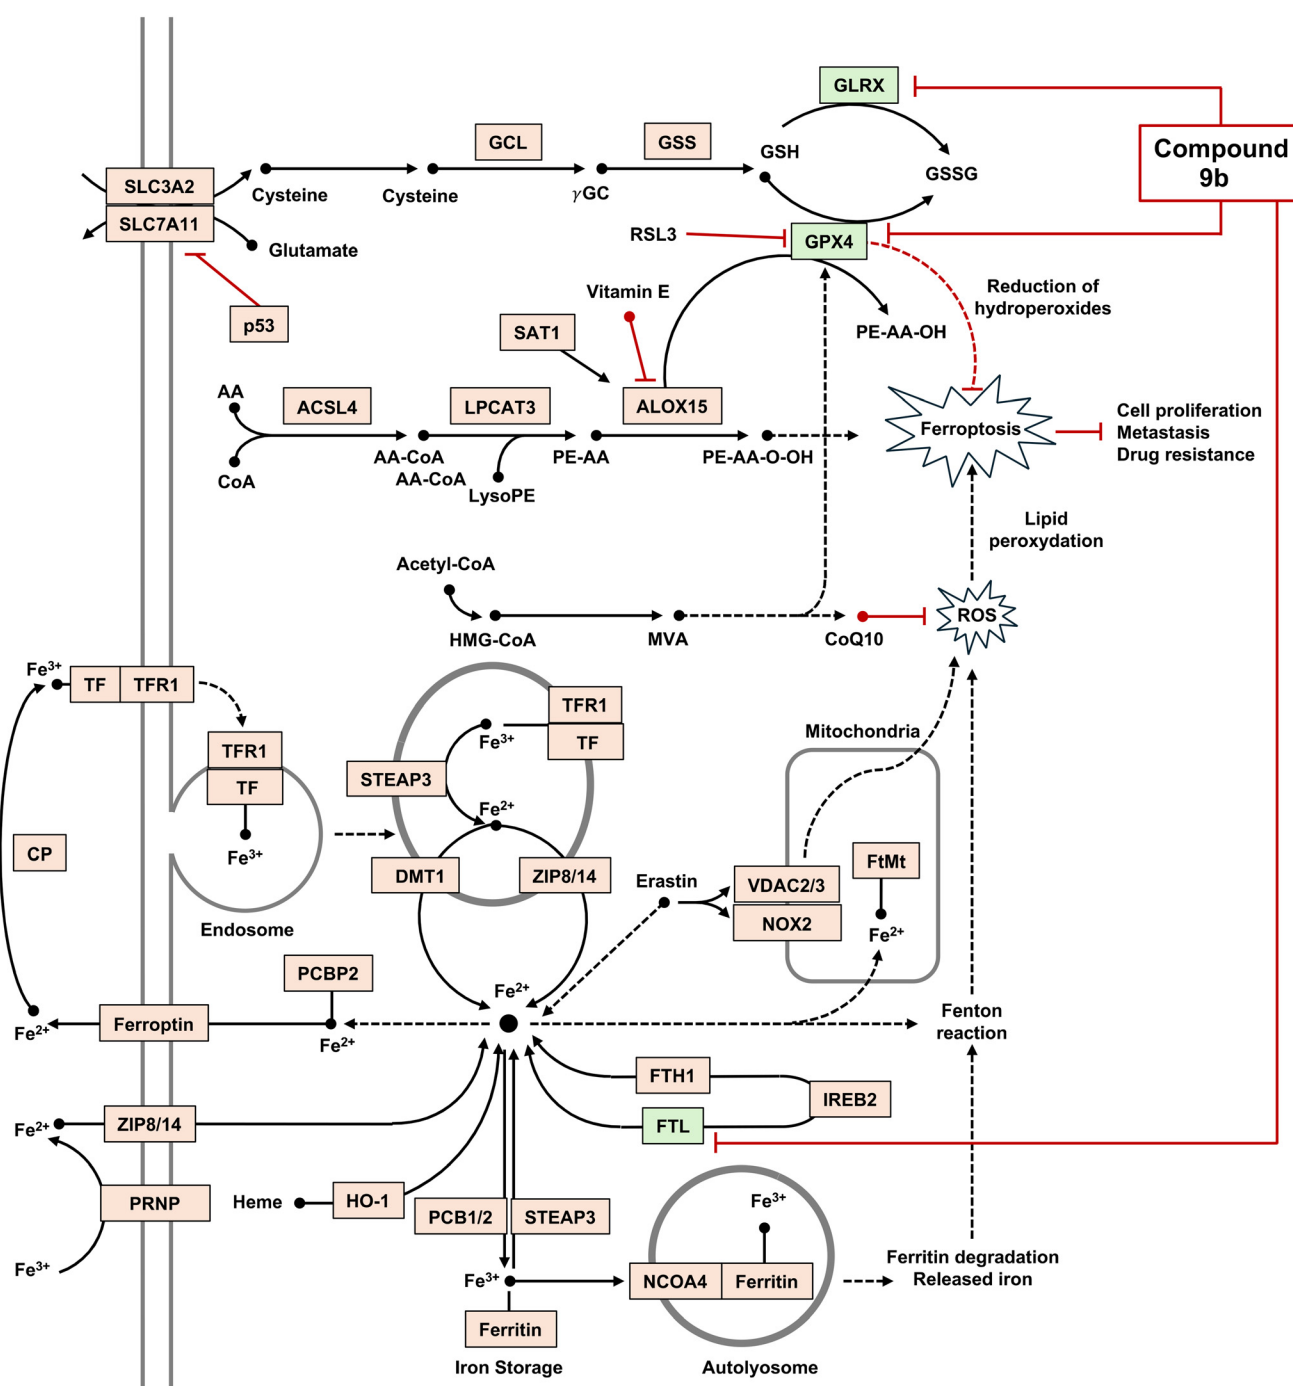 GLRX
Compound
9b
GCL
GSS
GSH
GSSG
SLC3A2
SLC7A11
Cysteine
Cysteine
γGC
Glutamate
RSL3
GPX4
p53
Vitamin E
Reduction of
hydroperoxides
SAT1
PE-AA-OH
AA
ACSL4
LPCAT3
ALOX15
Ferroptosis
Cell proliferation
Metastasis
Drug resistance
CoA
AA-CoA
AA-CoA
LysoPE
PE-AA
PE-AA-O-OH
Lipid
peroxydation
Acetyl-CoA
HMG-CoA
MVA
CoQ10
ROS
Fe3+
TF
TFR1
TFR1
TF
Fe3+
Endosome
CP
TFR1
TF
Fe3+
STEAP3
Fe2+
DMT1
ZIP8/14
Mitochondria
Erastin
VDAC2/3
NOX2
FtMt
Fe2+
PCBP2
Fe2+
Fe2+
Ferroptin
Fe2+
Fenton
reaction
FTH1
IREB2
FTL
Fe2+
ZIP8/14
PRNP
Fe3+
Heme
HO-1
PCB1/2
STEAP3
Fe3+
Ferritin
Iron Storage
Fe3+
NCOA4
Ferritin
Autolyosome
Ferritin degradation
Released iron